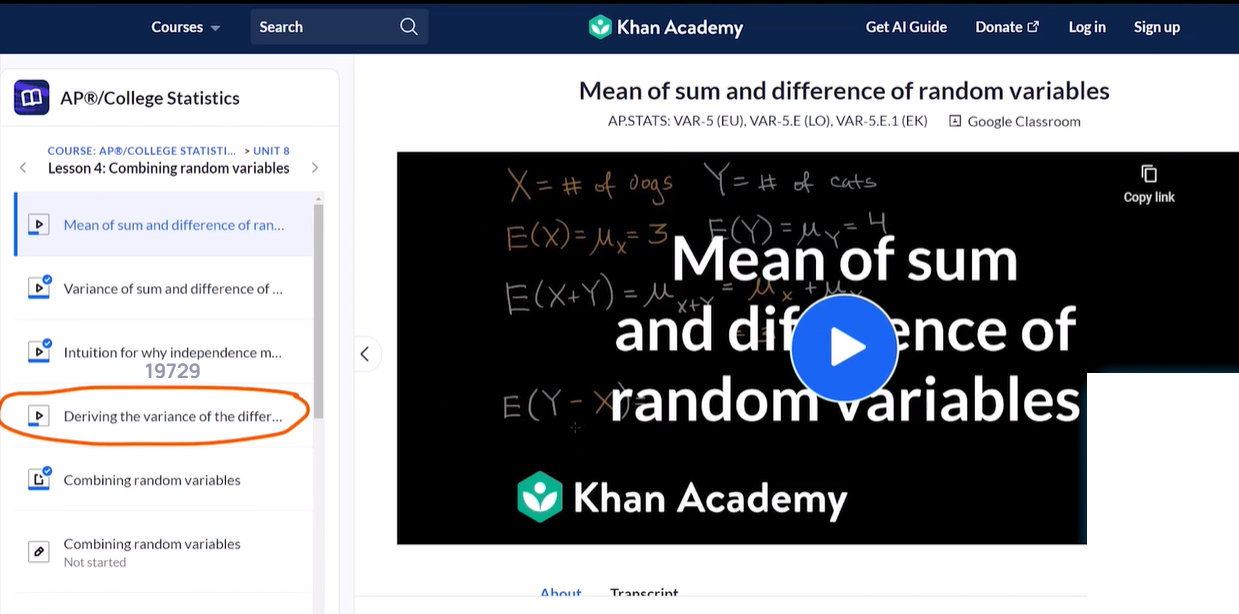 Courses
Search
Khan Academy
Get AI Guide
Donate
Log in
Sign up
AP®/College Statistics
COURSE: AP®/COLLEGE STATISTI... > UNIT 8
Lesson 4: Combining random variables
Mean of sum and difference of ran...
Variance of sum and difference of ...
Intuition for why independence m...
19729
Deriving the variance of the differ...
Combining random variables
Combining random variables
Not started
Mean of sum and difference of random variables
AP.STATS: VAR‑5 (EU), VAR‑5.E (LO), VAR‑5.E.1 (EK)
Google Classroom
X = # of dogs Y = # of cats
Copy link
E(X) = μx = 3 E(Y) = μY = 4
Mean of sum
E(X+Y) = μX+Y = μx +
and difference of
E(Y - X)
random variables
Khan Academy
About Transcript